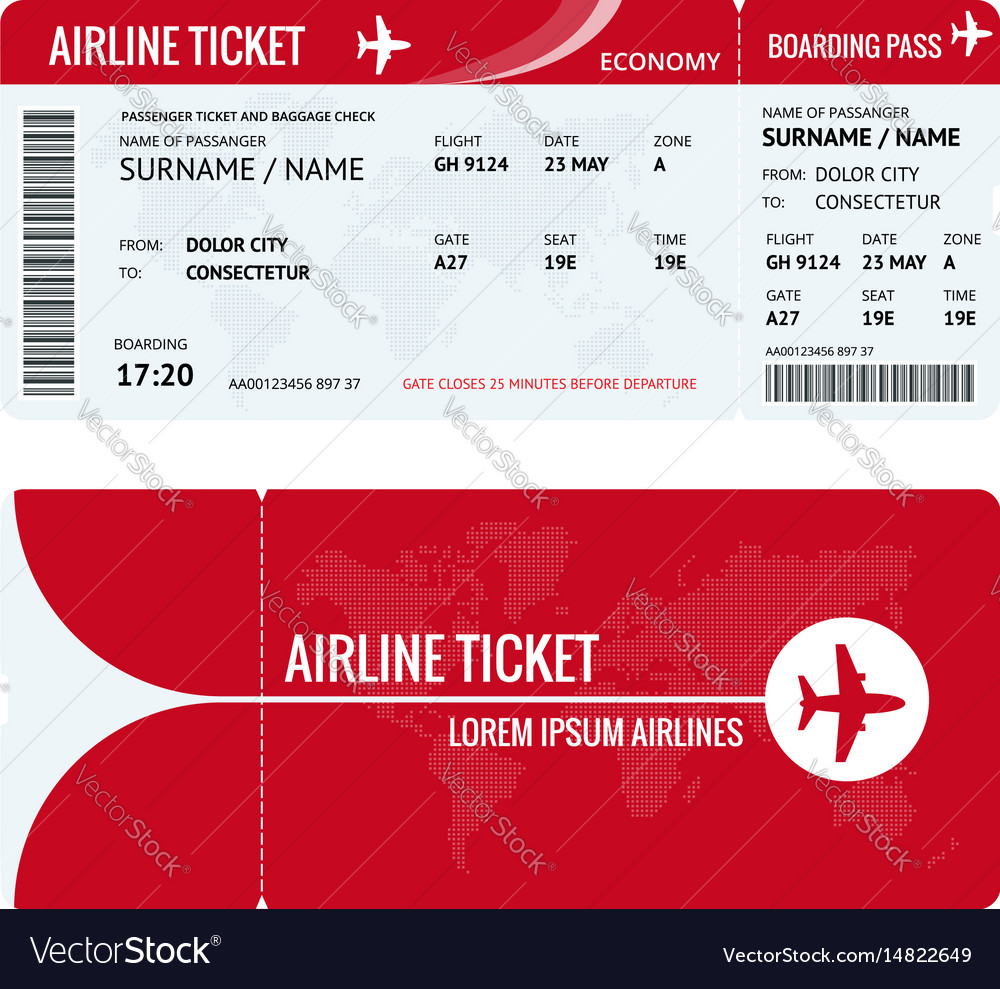 AIRLINE TICKET
ECONOMY
PASSENGER TICKET AND BAGGAGE CHECK
NAME OF PASSANGER
SURNAME / NAME
FLIGHT DATE ZONE
GH 9124 23 MAY A
FROM: DOLOR CITY
TO: CONSECTETUR
GATE SEAT TIME
A27 19E 19E
BOARDING
17:20
AA00123456 897 37
GATE CLOSES 25 MINUTES BEFORE DEPARTURE
BOARDING PASS
NAME OF PASSANGER
SURNAME / NAME
FROM: DOLOR CITY
TO: CONSECTETUR
FLIGHT DATE ZONE
GH 9124 23 MAY A
GATE SEAT TIME
A27 19E 19E
AA00123456 897 37
AIRLINE TICKET
LOREM IPSUM AIRLINES
VectorStock®
VectorStock.com/14822649